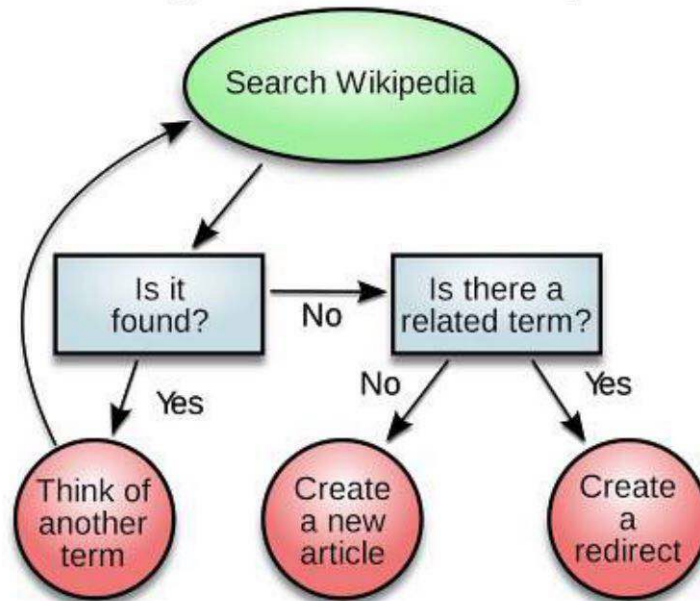 Search Wikipedia
Is it
found?
No
Is there a
related term?
Yes
No
Yes
Think of
another
term
Create
a new
article
Create
a
redirect